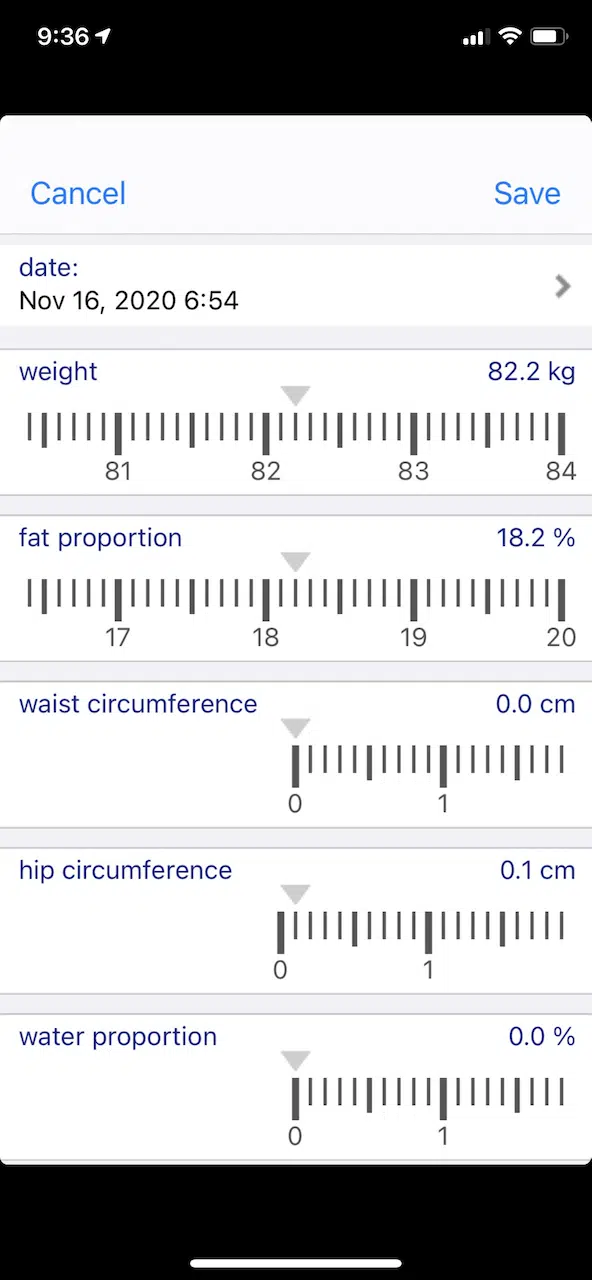 9:36
Cancel Save
date:
Nov 16, 2020 6:54
weight 82.2 kg
81 82 83 84
fat proportion 18.2 %
17 18 19 20
waist circumference 0.0 cm
0 1
hip circumference 0.1 cm
0 1
water proportion 0.0 %
0 1